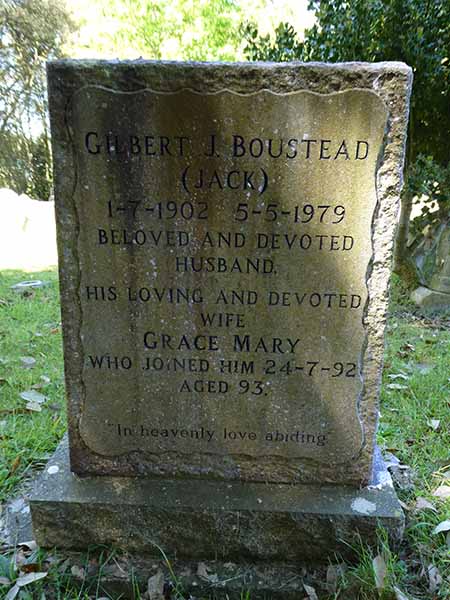 GILBERT J. BOUSTEAD
(JACK)
1-7-1902 5-5-1979
BELOVED AND DEVOTED
HUSBAND.
HIS LOVING AND DEVOTED
WIFE
GRACE MARY
WHO JOINED HIM 24-7-92
AGED 93.
"In heavenly love abiding"